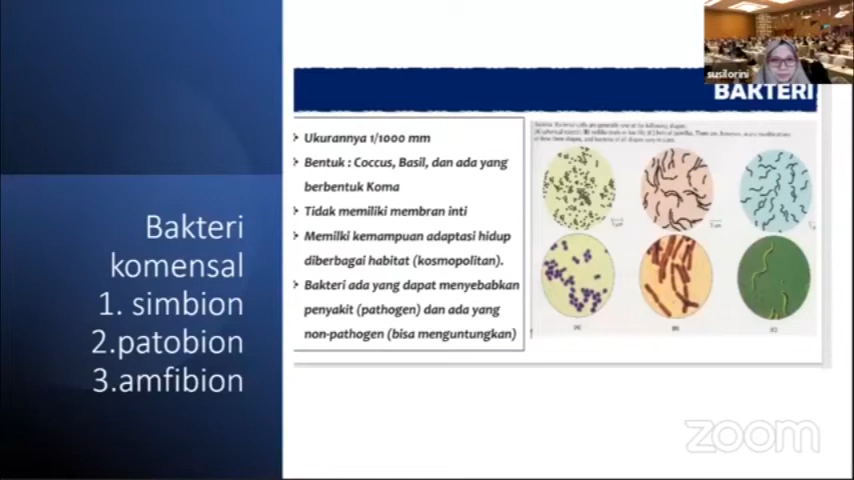 susilorini
BAKTERI
Bakteri
komensal
1. simbion
2.patobion
3.amfibion
Ukurannya 1/1000 mm
Bentuk : Coccus, Basil, dan ada yang
berbentuk Koma
Tidak memiliki membran inti
Memilki kemampuan adaptasi hidup
diberbagai habitat (kosmopolitan).
Bakteri ada yang dapat menyebabkan
penyakit (pathogen) dan ada yang
non-pathogen (bisa menguntungkan)
zoom